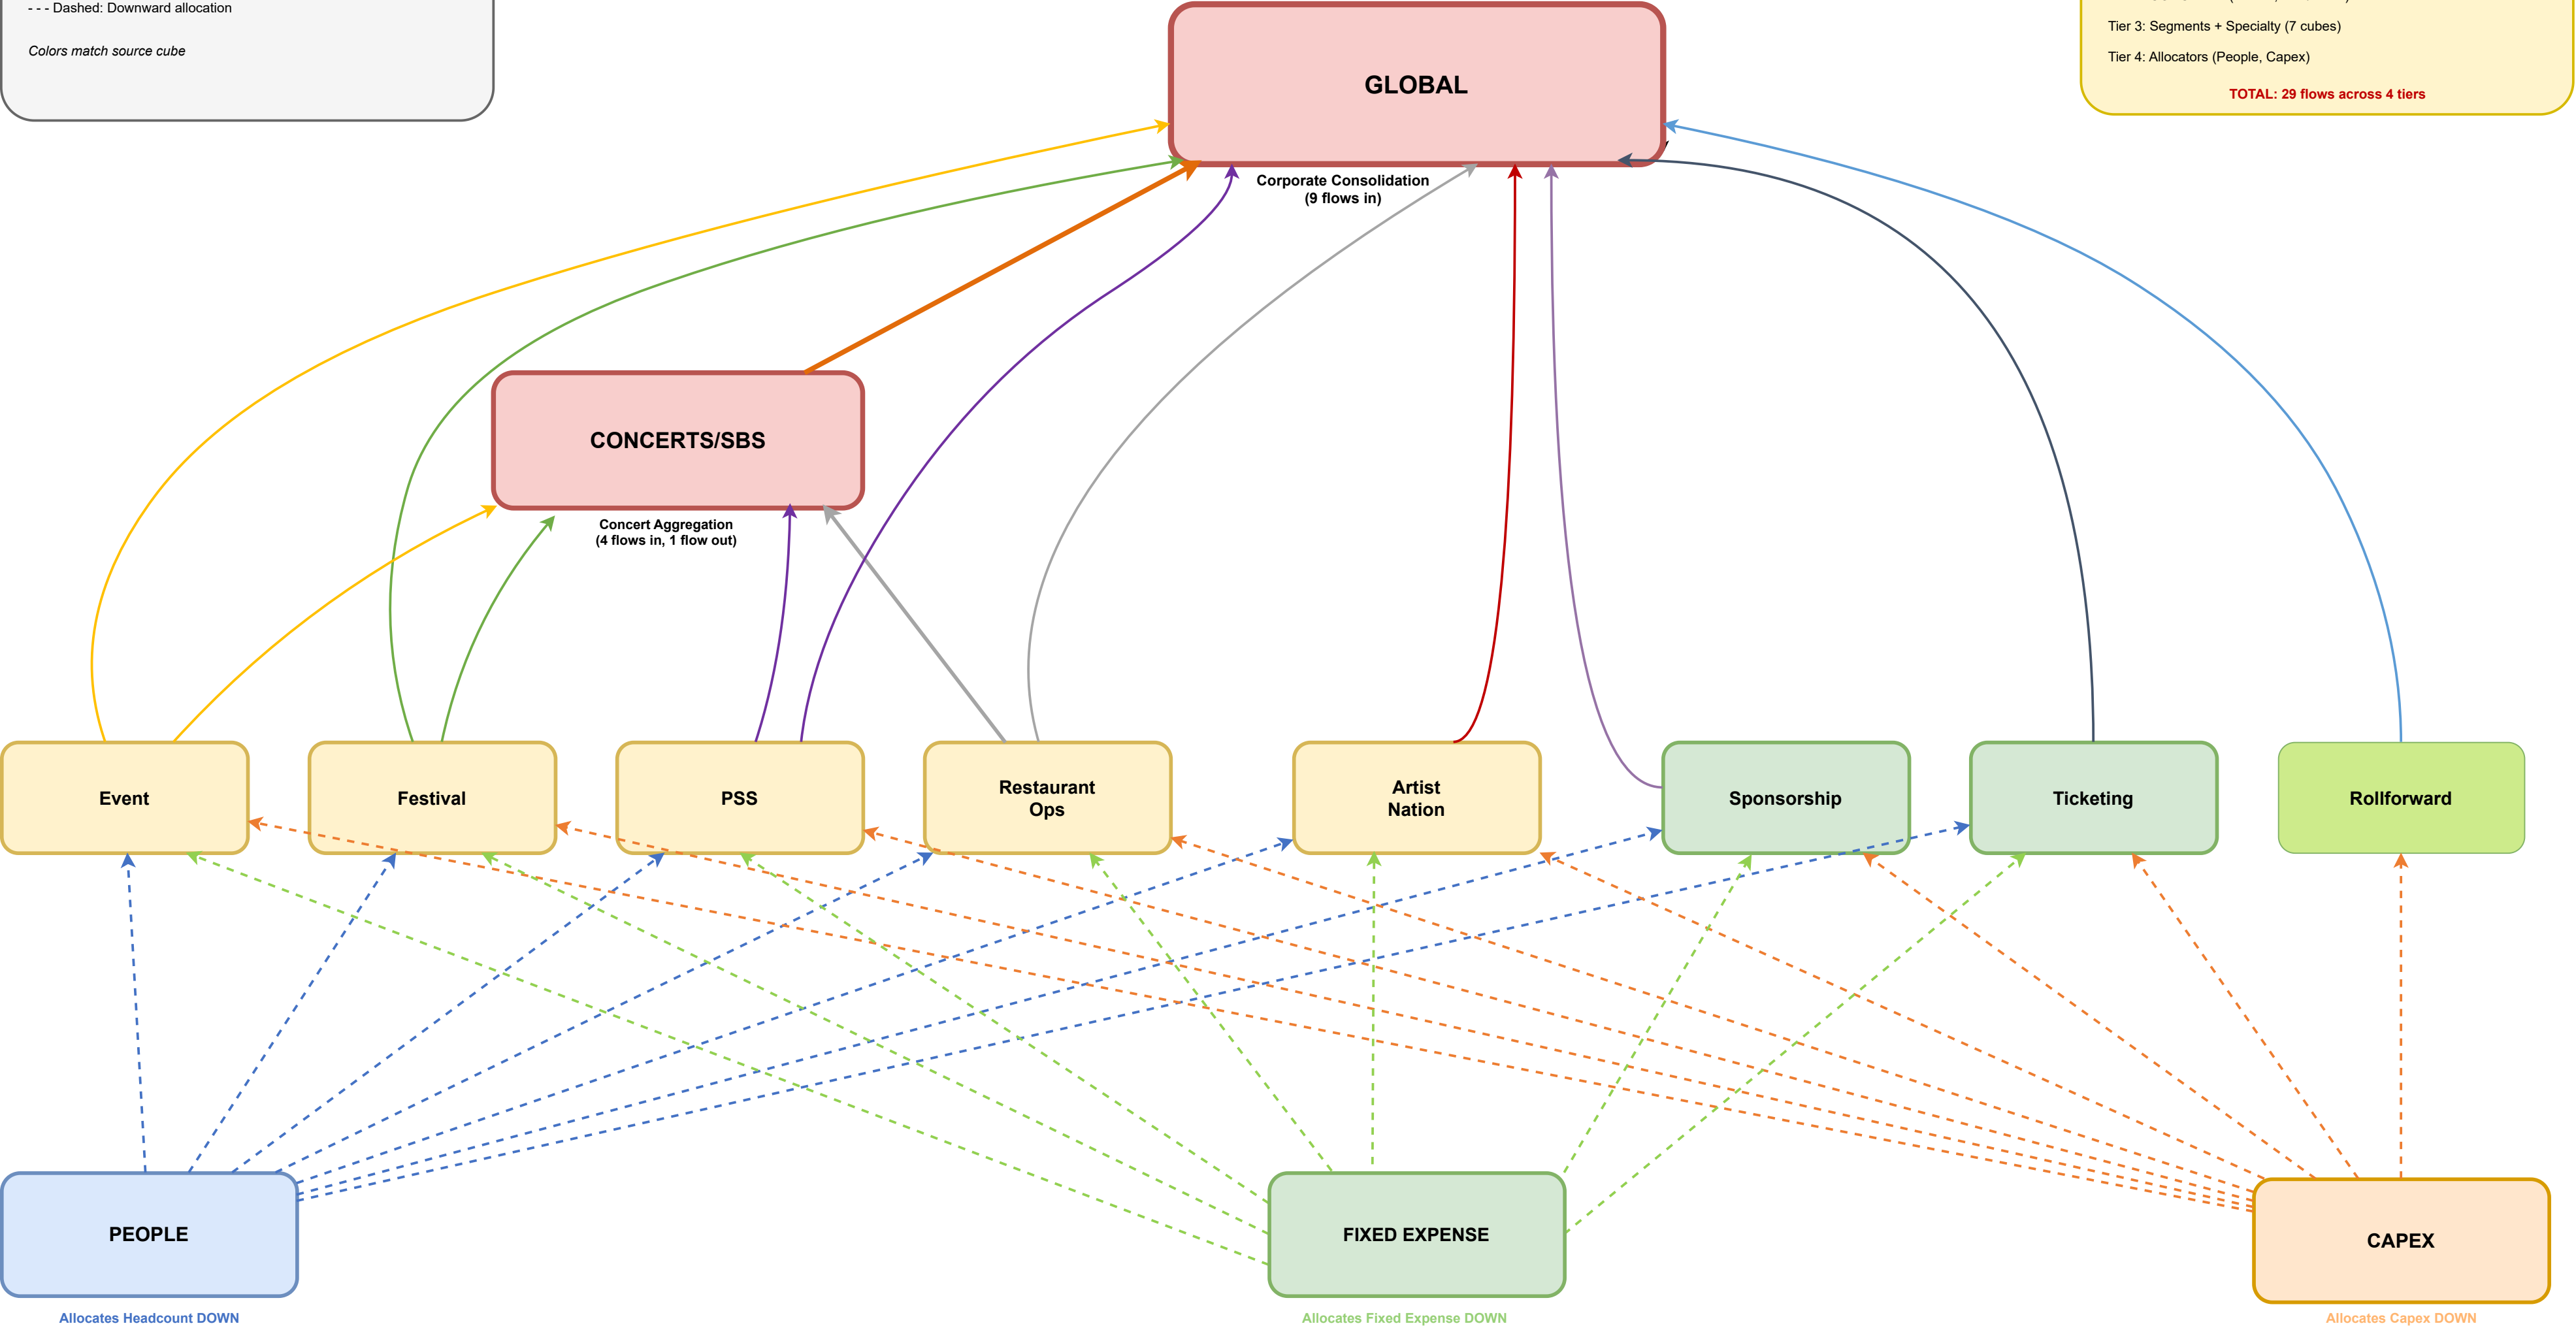 - - - Dashed: Downward allocation
Colors match source cube
Tier 3: Segments + Specialty (7 cubes)
Tier 4: Allocators (People, Capex)
TOTAL: 29 flows across 4 tiers
GLOBAL
Corporate Consolidation
(9 flows in)
CONCERTS/SBS
Concert Aggregation
(4 flows in, 1 flow out)
Event
Festival
PSS
Restaurant
Ops
Artist
Nation
Sponsorship
Ticketing
Rollforward
PEOPLE
FIXED EXPENSE
CAPEX
Allocates Headcount DOWN
Allocates Fixed Expense DOWN
Allocates Capex DOWN